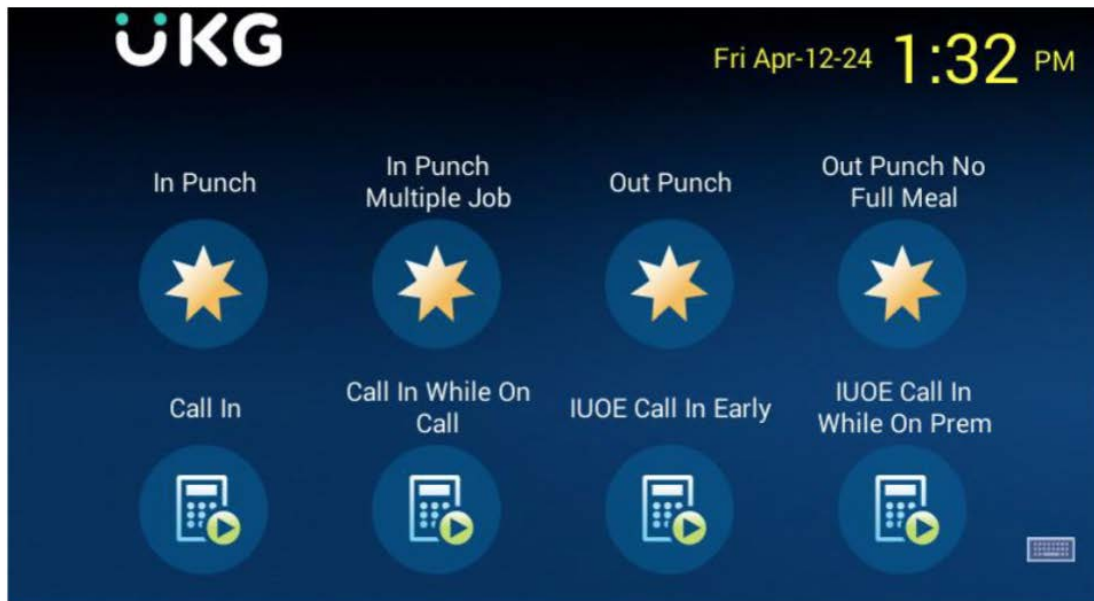 UKG
Fri Apr-12-24 1:32 PM
In Punch
In Punch
Multiple Job
Out Punch
Out Punch No
Full Meal
Call In
Call In While On
Call
IUOE Call In Early
IUOE Call In
While On Prem